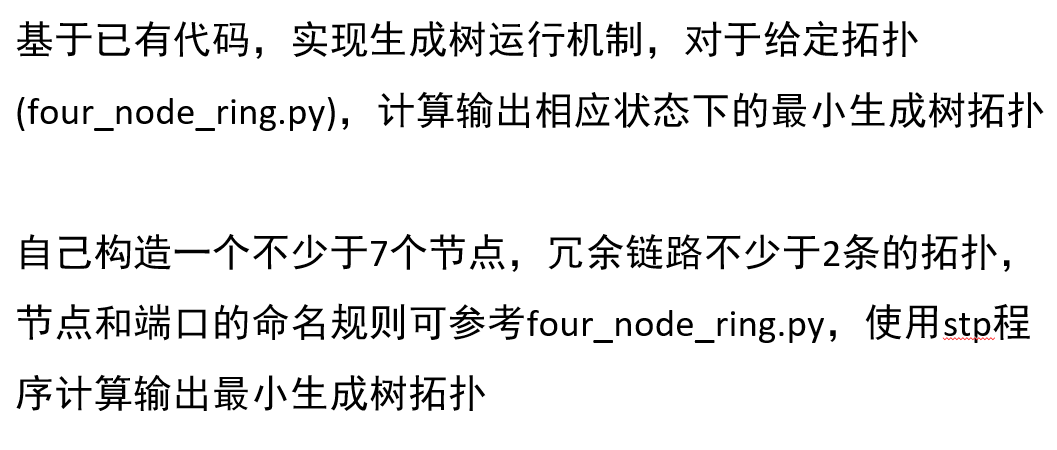 基于已有代码，实现生成树运行机制，对于给定拓扑
(four_node_ring.py)，计算输出相应状态下的最小生成树拓扑
自己构造一个不少于7个节点，冗余链路不少于2条的拓扑，
节点和端口的命名规则可参考four_node_ring.py，使用stp程
序计算输出最小生成树拓扑